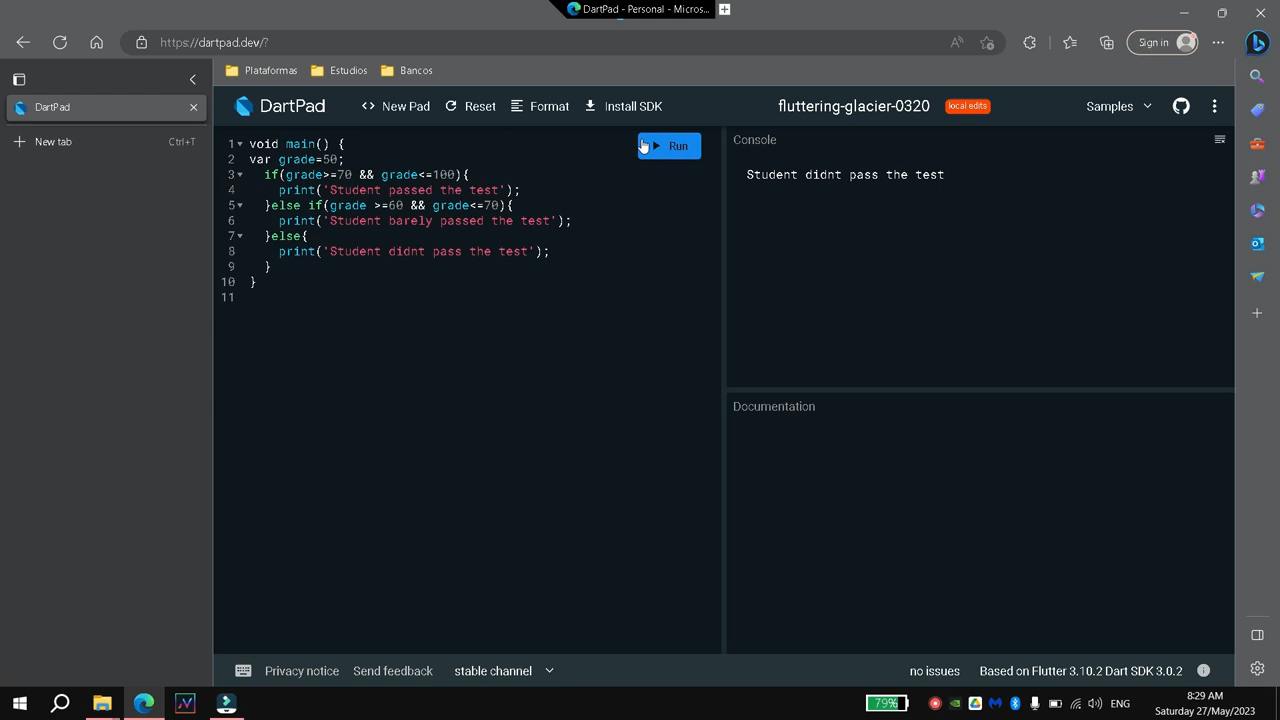 DartPad - Personal - Micros...
https://dartpad.dev/?
Sign in
Plataformas
Estudios
Bancos
DartPad
New tab
Ctrl+T
DartPad
New Pad
Reset
Format
Install SDK
fluttering-glacier-0320
local edits
Samples
1 void main() {
2 var grade=50;
3 if(grade>=70 && grade<=100){
4 print('Student passed the test');
5 }else if(grade >=60 && grade<=70){
6 print('Student barely passed the test');
7 }else{
8 print('Student didnt pass the test');
9 }
10 }
11
Run
Console
Student didnt pass the test
Documentation
Privacy notice
Send feedback
stable channel
no issues
Based on Flutter 3.10.2 Dart SDK 3.0.2
79%
ENG
8:29 AM
Saturday 27/May/2023